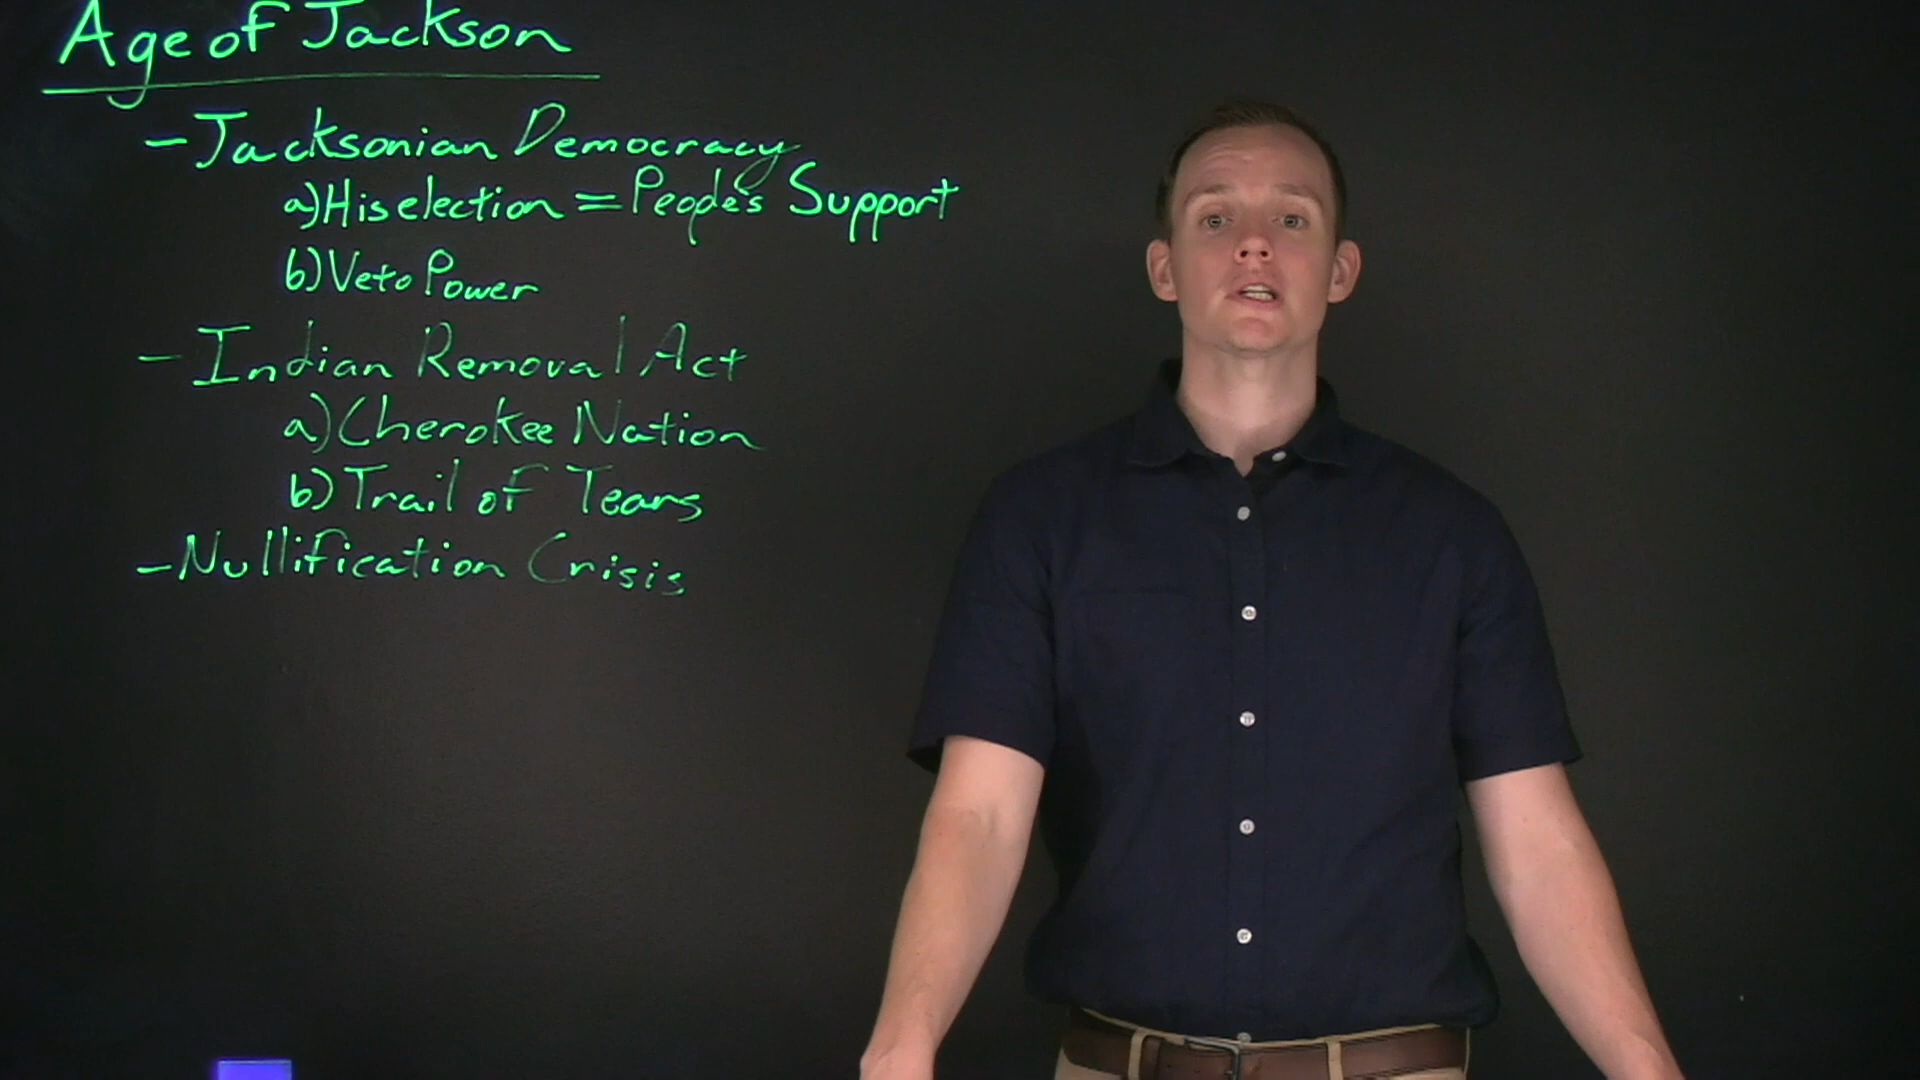 Age of Jackson
- Jacksonian Democracy
a) His election = People's Support
b) Veto Power
- Indian Removal Act
a) Cherokee Nation
b) Trail of Tears
- Nullification Crisis